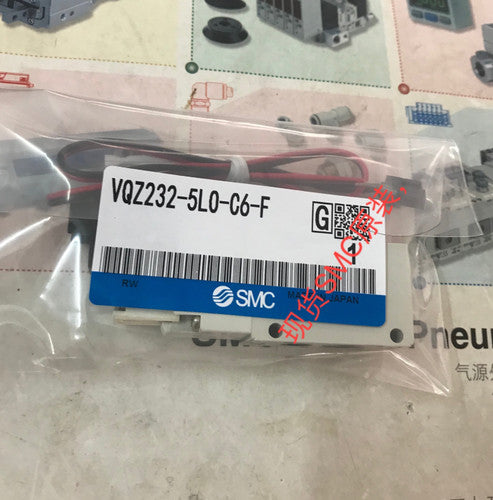 VQZ232-5L0-C6-F
G
1
RW
SMC
MADE IN JAPAN
现货SMC原装,
SM
Pneu
气源